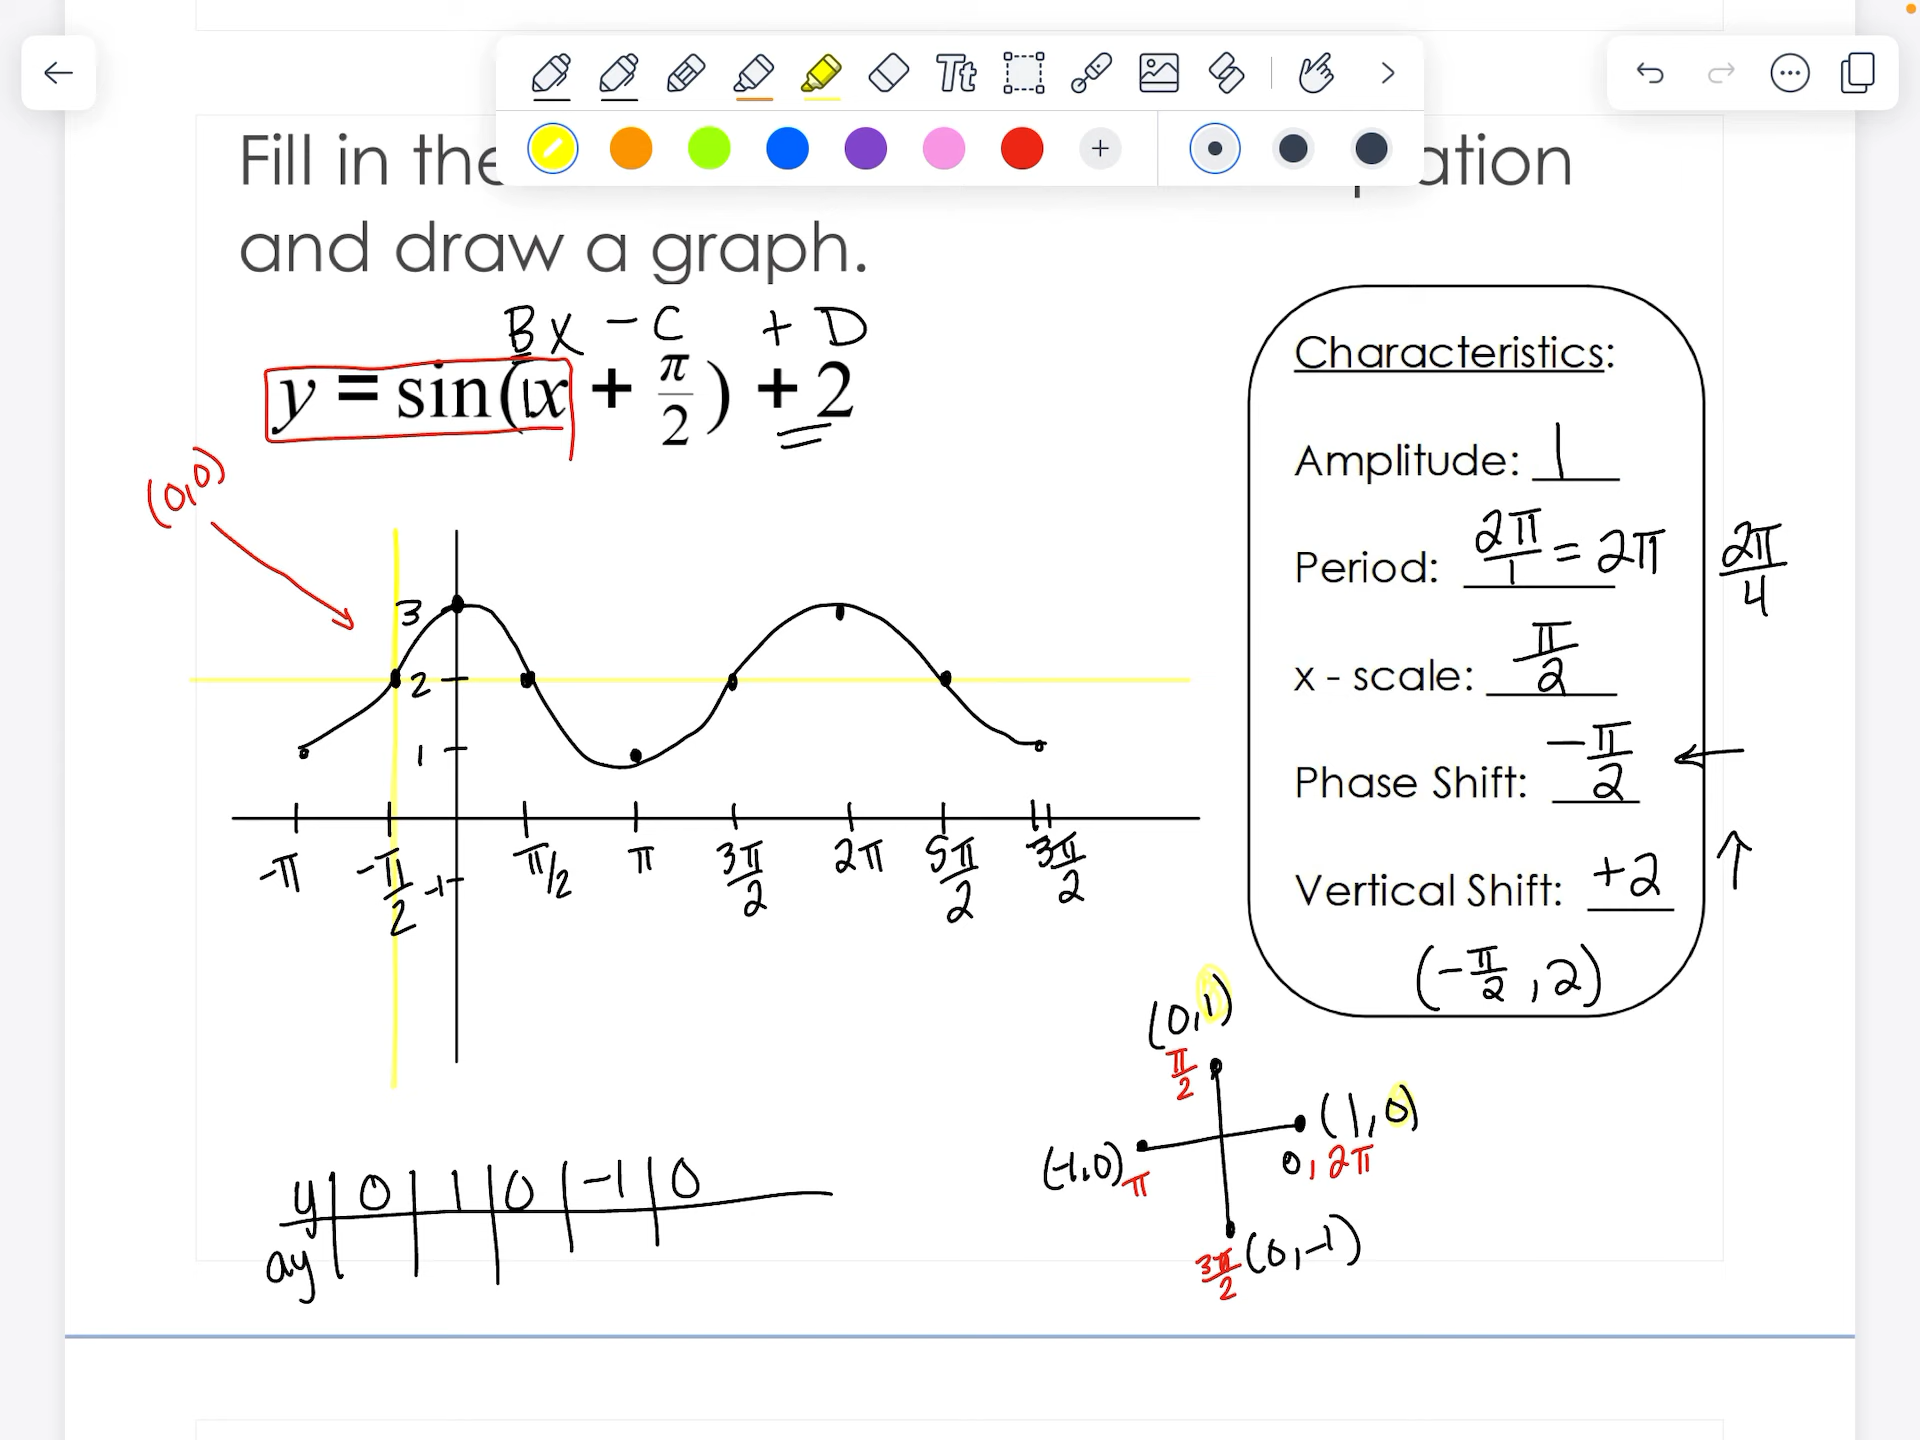 Tt
Fill in the
ation
and draw a graph.
Bx - C + D
y = sin(1x + π/2) + 2
(0,0)
Characteristics:
Amplitude: 1
Period: 2π/1 = 2π
2π/4
x - scale: π/2
Phase Shift: -π/2 ←
Vertical Shift: +2 ↑
(-π/2, 2)
3
2
1
-π -π/2 π/2 π 3π/2 2π 5π/2 3π/2
-1
(0,1)
π/2
(1,0)
0, 2π
(-1,0)
π
3π/2 (0,-1)
y 0 1 0 -1 0
ay